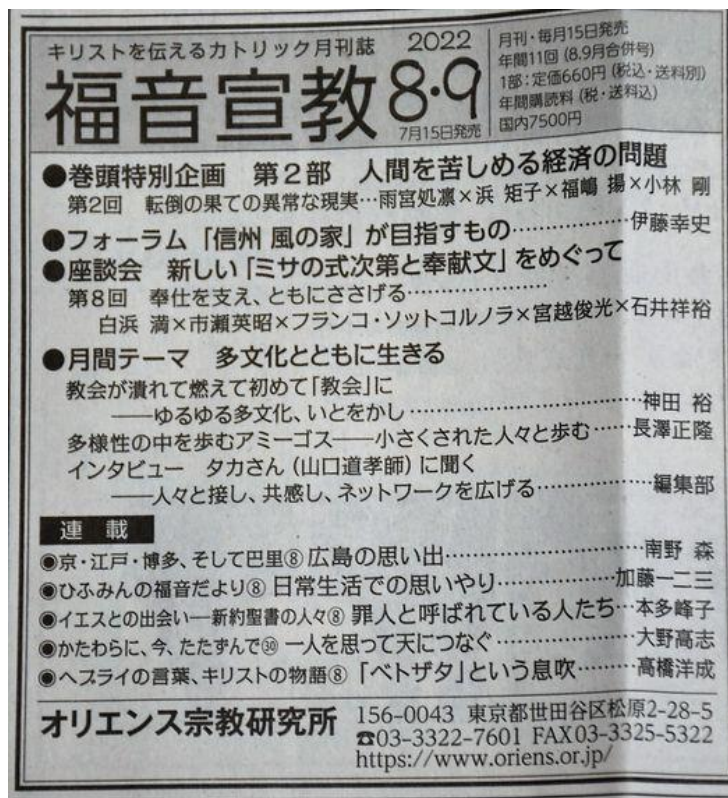 キリストを伝えるカトリック月刊誌
福音宣教
2022
8・9
7月15日発売
月刊・毎月15日発売
年間11回(8.9月合併号)
1部:定価660円(税込・送料別)
年間購読料(税・送料込)
国内7500円
●巻頭特別企画 第2部 人間を苦しめる経済の問題
第2回 転倒の果ての異常な現実…雨宮処凛×浜 矩子×福嶋 揚×小林 剛
●フォーラム「信州 風の家」が目指すもの……………伊藤幸史
●座談会 新しい「ミサの式次第と奉献文」をめぐって
第8回 奉仕を支え、ともにささげる……………
白浜 満×市瀬英昭×フランコ・ソットコルノラ×宮越俊光×石井祥裕
●月間テーマ 多文化とともに生きる
教会が潰れて燃えて初めて「教会」に
――ゆるゆる多文化、いとをかし……………………神田 裕
多様性の中を歩むアミーゴス――小さくされた人々と歩む……長澤正隆
インタビュー タカさん(山口道孝師)に聞く
――人々と接し、共感し、ネットワークを広げる…………編集部
連載
◉京・江戸・博多、そして巴里⑧ 広島の思い出……………………南野 森
◉ひふみんの福音だより⑧ 日常生活での思いやり……………加藤一二三
◉イエスとの出会い―新約聖書の人々⑧ 罪人と呼ばれている人たち…本多峰子
◉かたわらに、今、たたずんで㉚ 一人を思って天につなぐ……………大野高志
◉ヘブライの言葉、キリストの物語⑧ 「ベトザタ」という息吹………高橋洋成
オリエンス宗教研究所
156-0043 東京都世田谷区松原2-28-5
☎03-3322-7601 FAX03-3325-5322
https://www.oriens.or.jp/